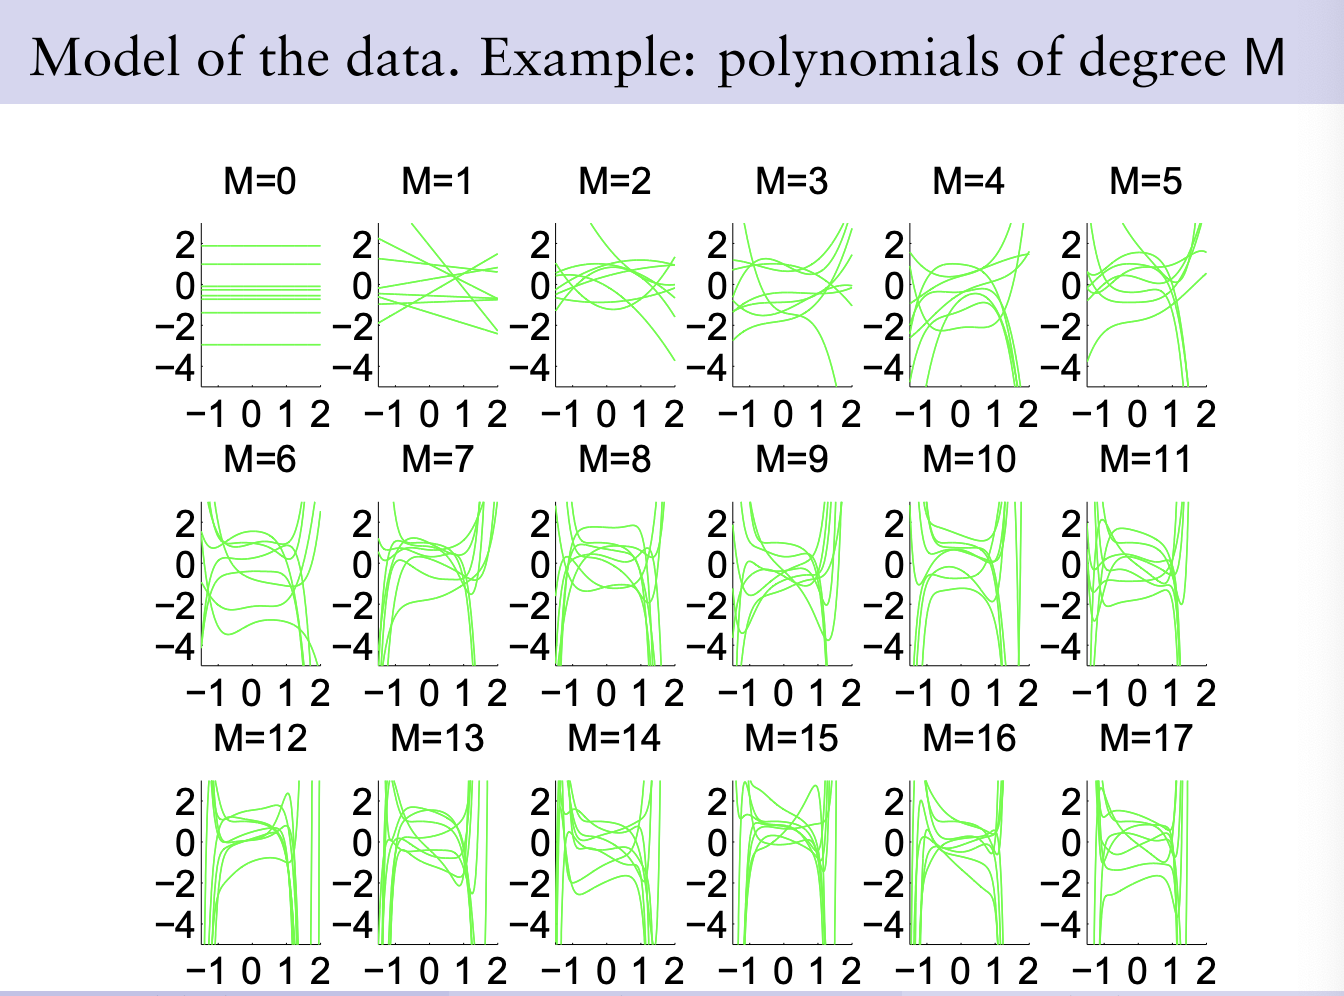 Model of the data. Example: polynomials of degree M
M=0 M=1 M=2 M=3 M=4 M=5
2 2 2 2 2 2
0 0 0 0 0 0
−2 −2 −2 −2 −2 −2
−4 −4 −4 −4 −4 −4
−1 0 1 2 −1 0 1 2 −1 0 1 2 −1 0 1 2 −1 0 1 2 −1 0 1 2
M=6 M=7 M=8 M=9 M=10 M=11
2 2 2 2 2 2
0 0 0 0 0 0
−2 −2 −2 −2 −2 −2
−4 −4 −4 −4 −4 −4
−1 0 1 2 −1 0 1 2 −1 0 1 2 −1 0 1 2 −1 0 1 2 −1 0 1 2
M=12 M=13 M=14 M=15 M=16 M=17
2 2 2 2 2 2
0 0 0 0 0 0
−2 −2 −2 −2 −2 −2
−4 −4 −4 −4 −4 −4
−1 0 1 2 −1 0 1 2 −1 0 1 2 −1 0 1 2 −1 0 1 2 −1 0 1 2